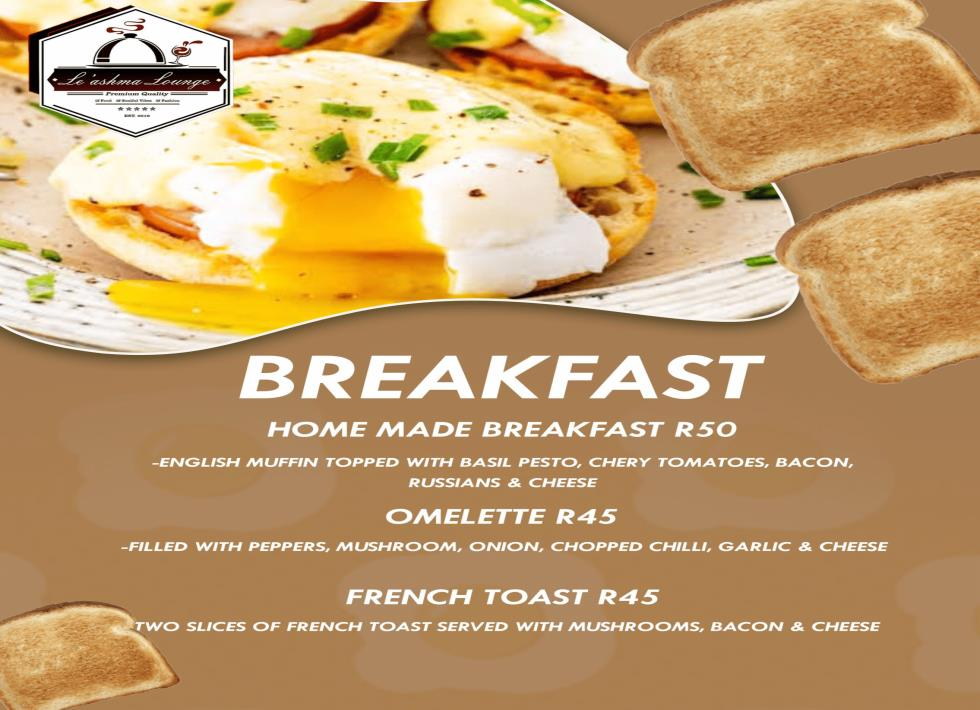 Le'ashma Lounge
Premium Quality
EST. 2019
BREAKFAST
HOME MADE BREAKFAST R50
-ENGLISH MUFFIN TOPPED WITH BASIL PESTO, CHERY TOMATOES, BACON,
RUSSIANS & CHEESE
OMELETTE R45
-FILLED WITH PEPPERS, MUSHROOM, ONION, CHOPPED CHILLI, GARLIC & CHEESE
FRENCH TOAST R45
TWO SLICES OF FRENCH TOAST SERVED WITH MUSHROOMS, BACON & CHEESE